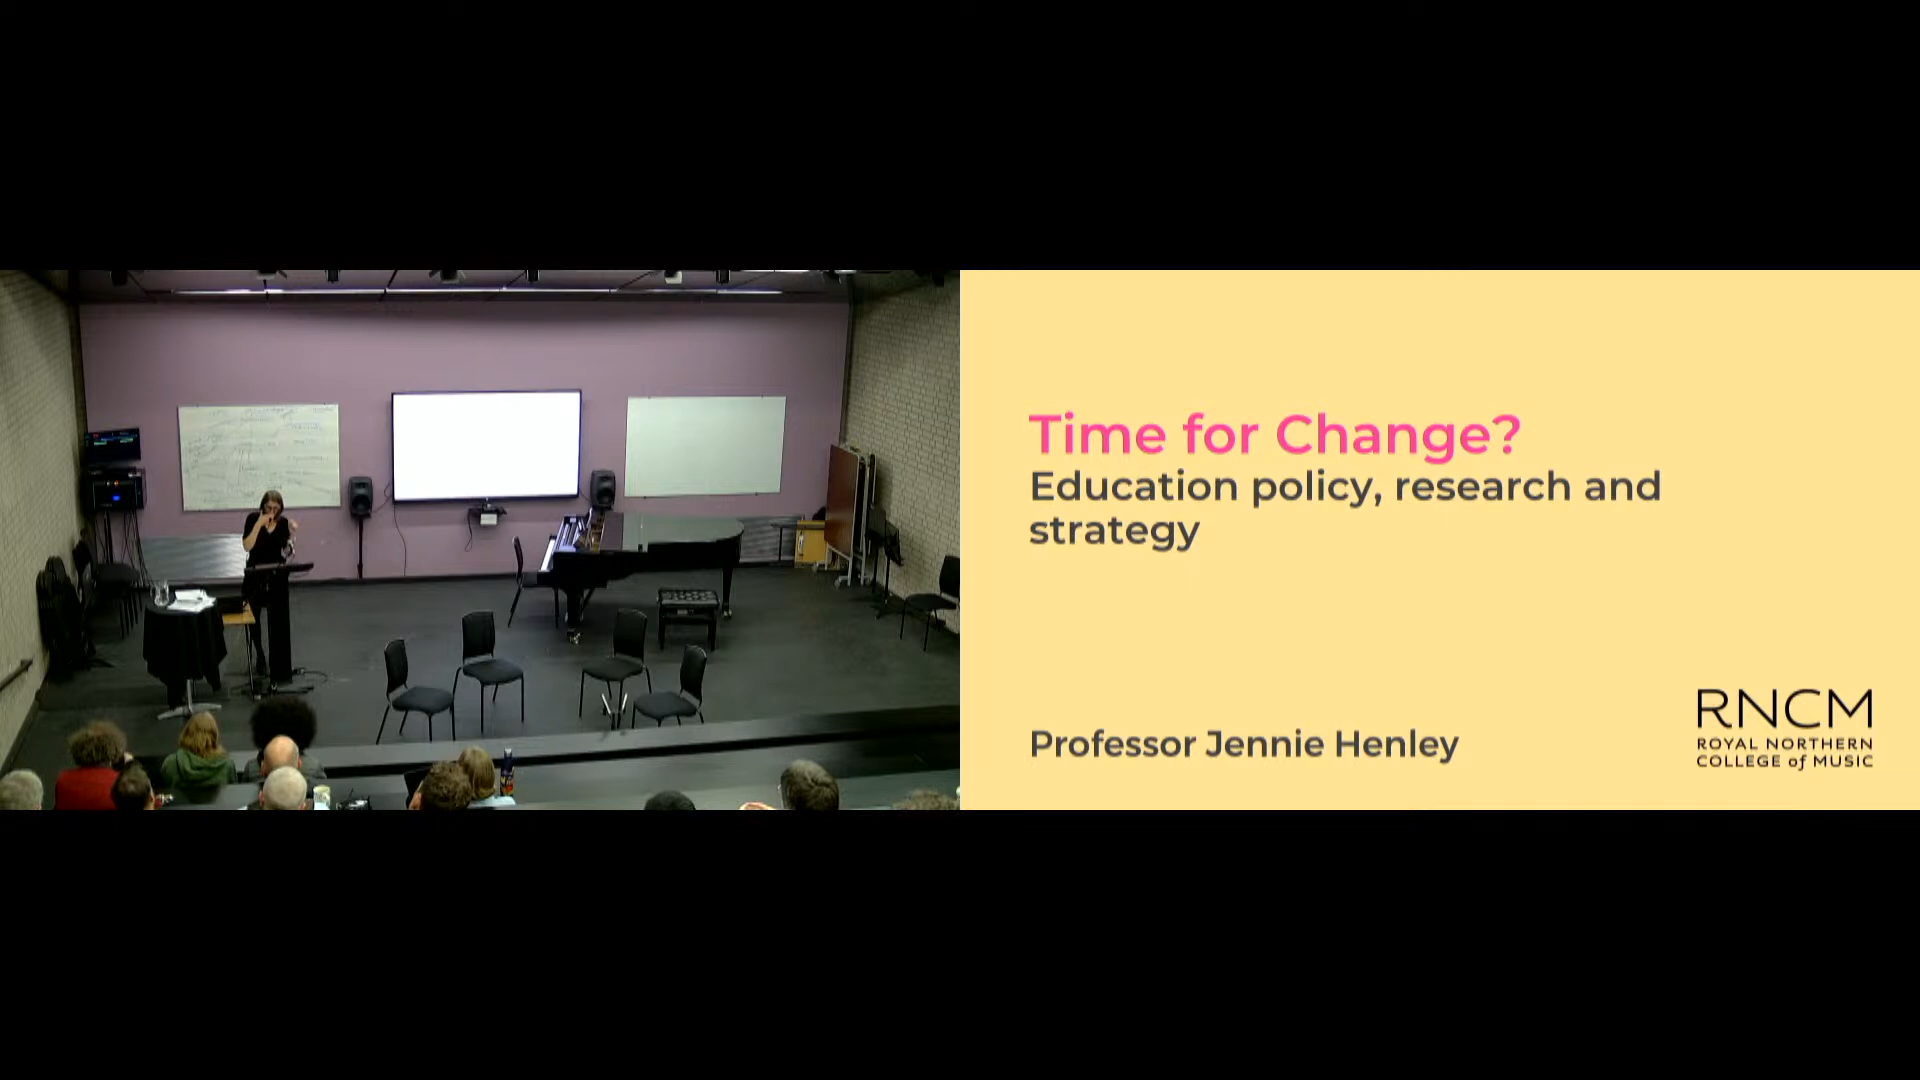 Time for Change?
Education policy, research and
strategy
Professor Jennie Henley
RNCM
ROYAL NORTHERN
COLLEGE of MUSIC